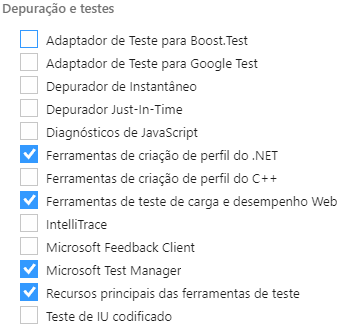 Depuração e testes
Adaptador de Teste para Boost.Test
Adaptador de Teste para Google Test
Depurador de Instantâneo
Depurador Just-In-Time
Diagnósticos de JavaScript
Ferramentas de criação de perfil do .NET
Ferramentas de criação de perfil do C++
Ferramentas de teste de carga e desempenho Web
IntelliTrace
Microsoft Feedback Client
Microsoft Test Manager
Recursos principais das ferramentas de teste
Teste de IU codificado